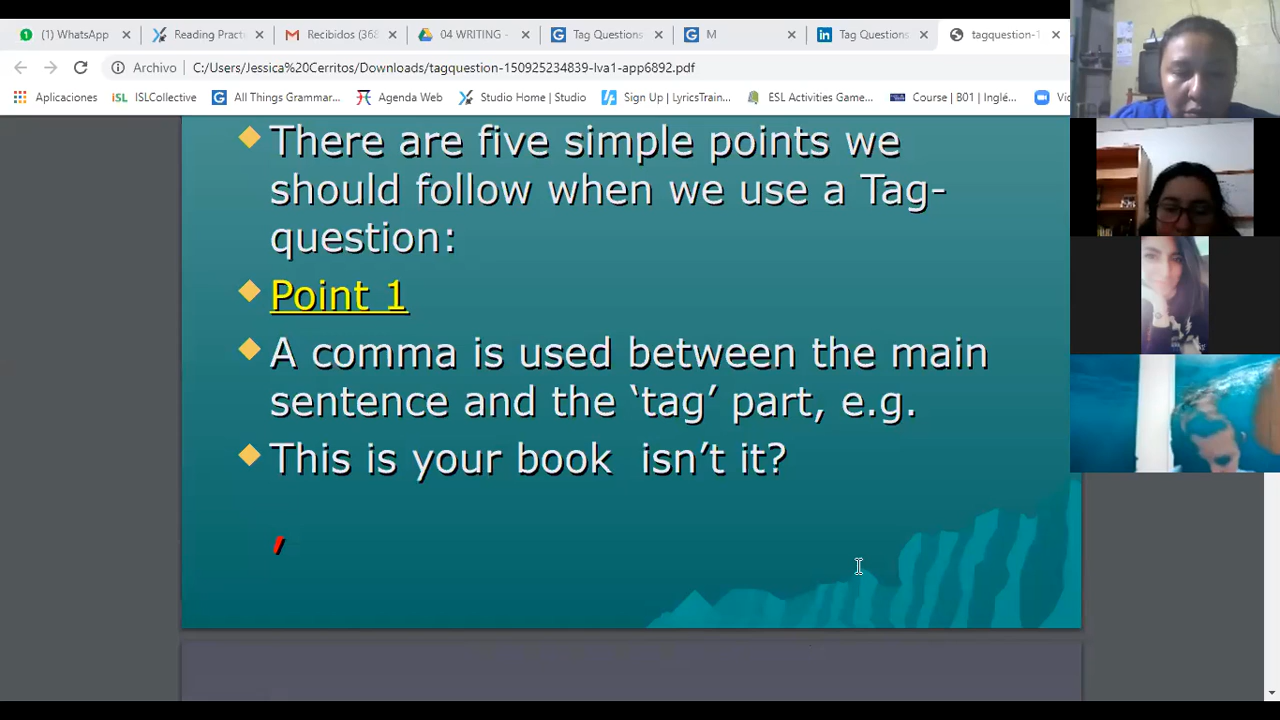 (1) WhatsApp
Reading Pract
Recibidos (368
04 WRITING -
Tag Questions
M
Tag Questions
tagquestion-1
Archivo
C:/Users/Jessica%20Cerritos/Downloads/tagquestion-150925234839-lva1-app6892.pdf
Aplicaciones
iSL ISLCollective
All Things Grammar...
Agenda Web
Studio Home | Studio
Sign Up | LyricsTrain...
ESL Activities Game...
Course | B01 | Inglé...
There are five simple points we
should follow when we use a Tag-
question:
Point 1
A comma is used between the main
sentence and the ‘tag’ part, e.g.
This is your book isn’t it?
,